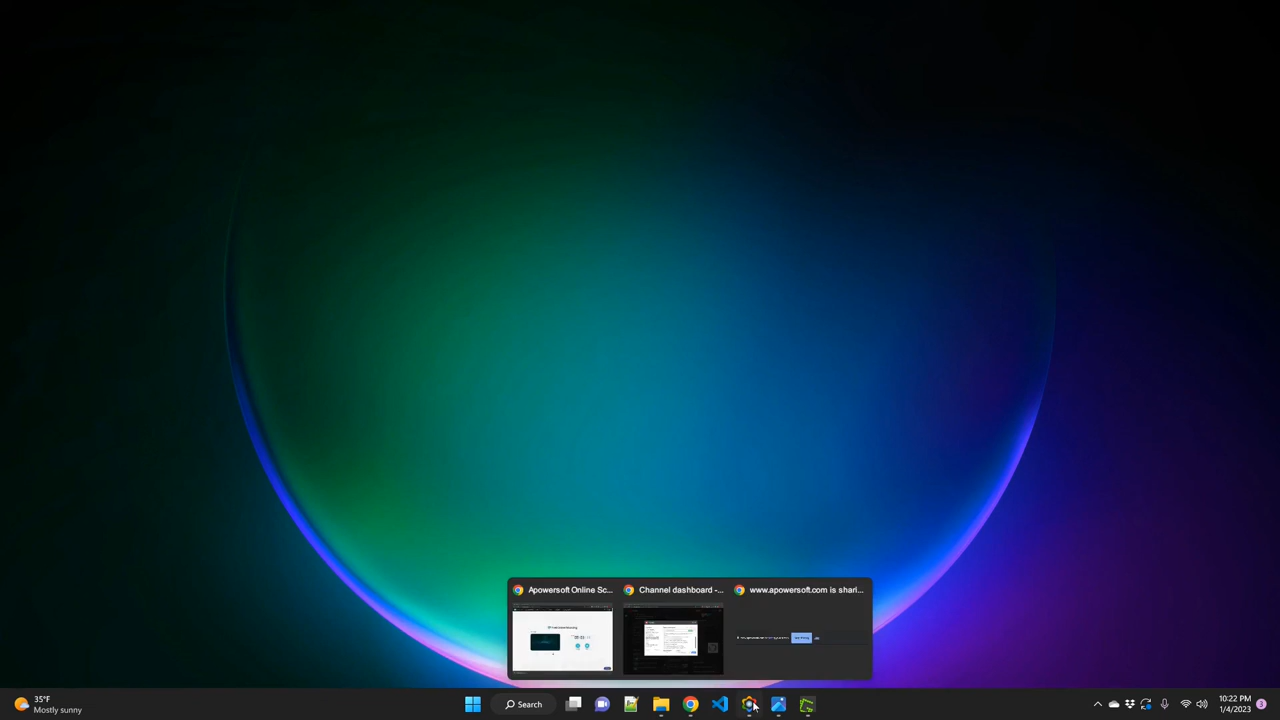 Apowersoft Online Sc...
Channel dashboard -...
www.apowersoft.com is shari...
35°F
Mostly sunny
Search
10:22 PM
1/4/2023
3